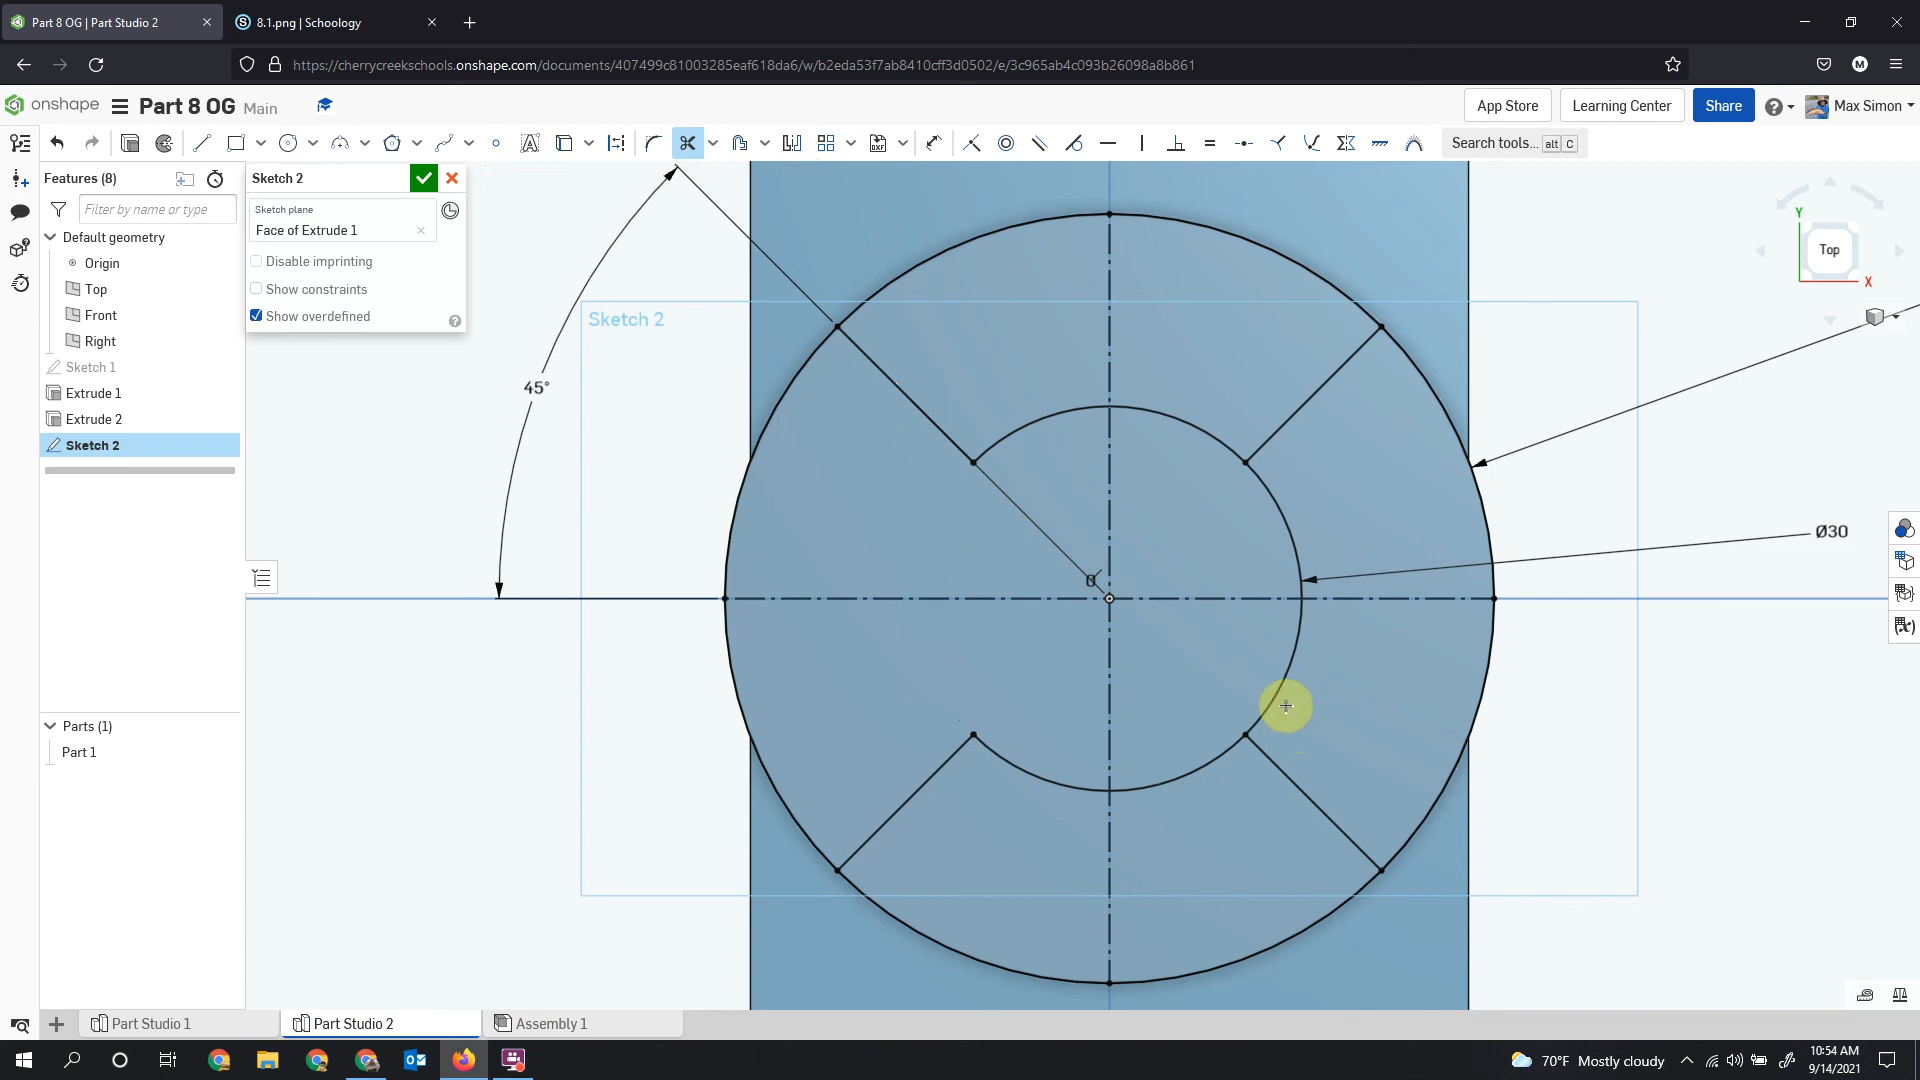 Part 8 OG | Part Studio 2
8.1.png | Schoology
https://cherrycreekschools.onshape.com/documents/407499c81003285eaf618da6/w/b2eda53f7ab8410cff3d0502/e/3c965ab4c093b26098a8b861
onshape
Part 8 OG Main
App Store
Learning Center
Share
Max Simon
Search tools... alt C
Features (8)
Filter by name or type
Default geometry
Origin
Top
Front
Right
Sketch 1
Extrude 1
Extrude 2
Sketch 2
Parts (1)
Part 1
Sketch 2
Sketch plane
Face of Extrude 1
Disable imprinting
Show constraints
Show overdefined
Sketch 2
45°
Ø30
Y
Top
X
Part Studio 1
Part Studio 2
Assembly 1
70°F Mostly cloudy
10:54 AM
9/14/2021